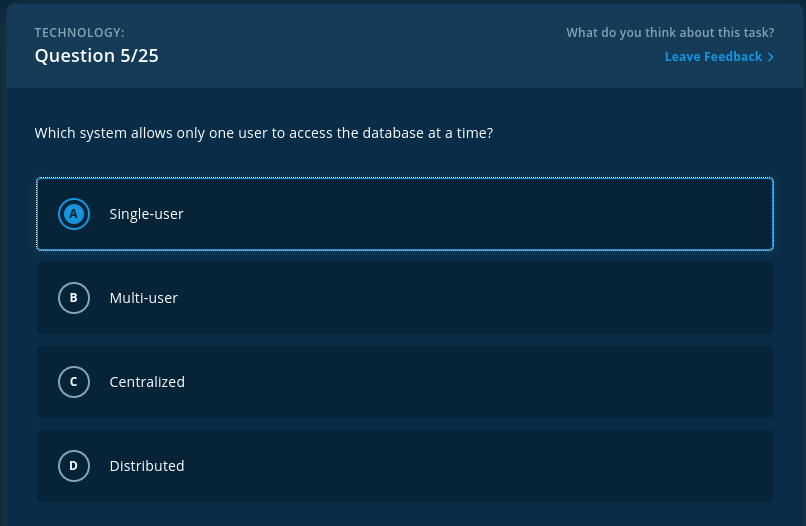 TECHNOLOGY:
Question 5/25
What do you think about this task?
Leave Feedback
Which system allows only one user to access the database at a time?
A Single-user
B Multi-user
C Centralized
D Distributed